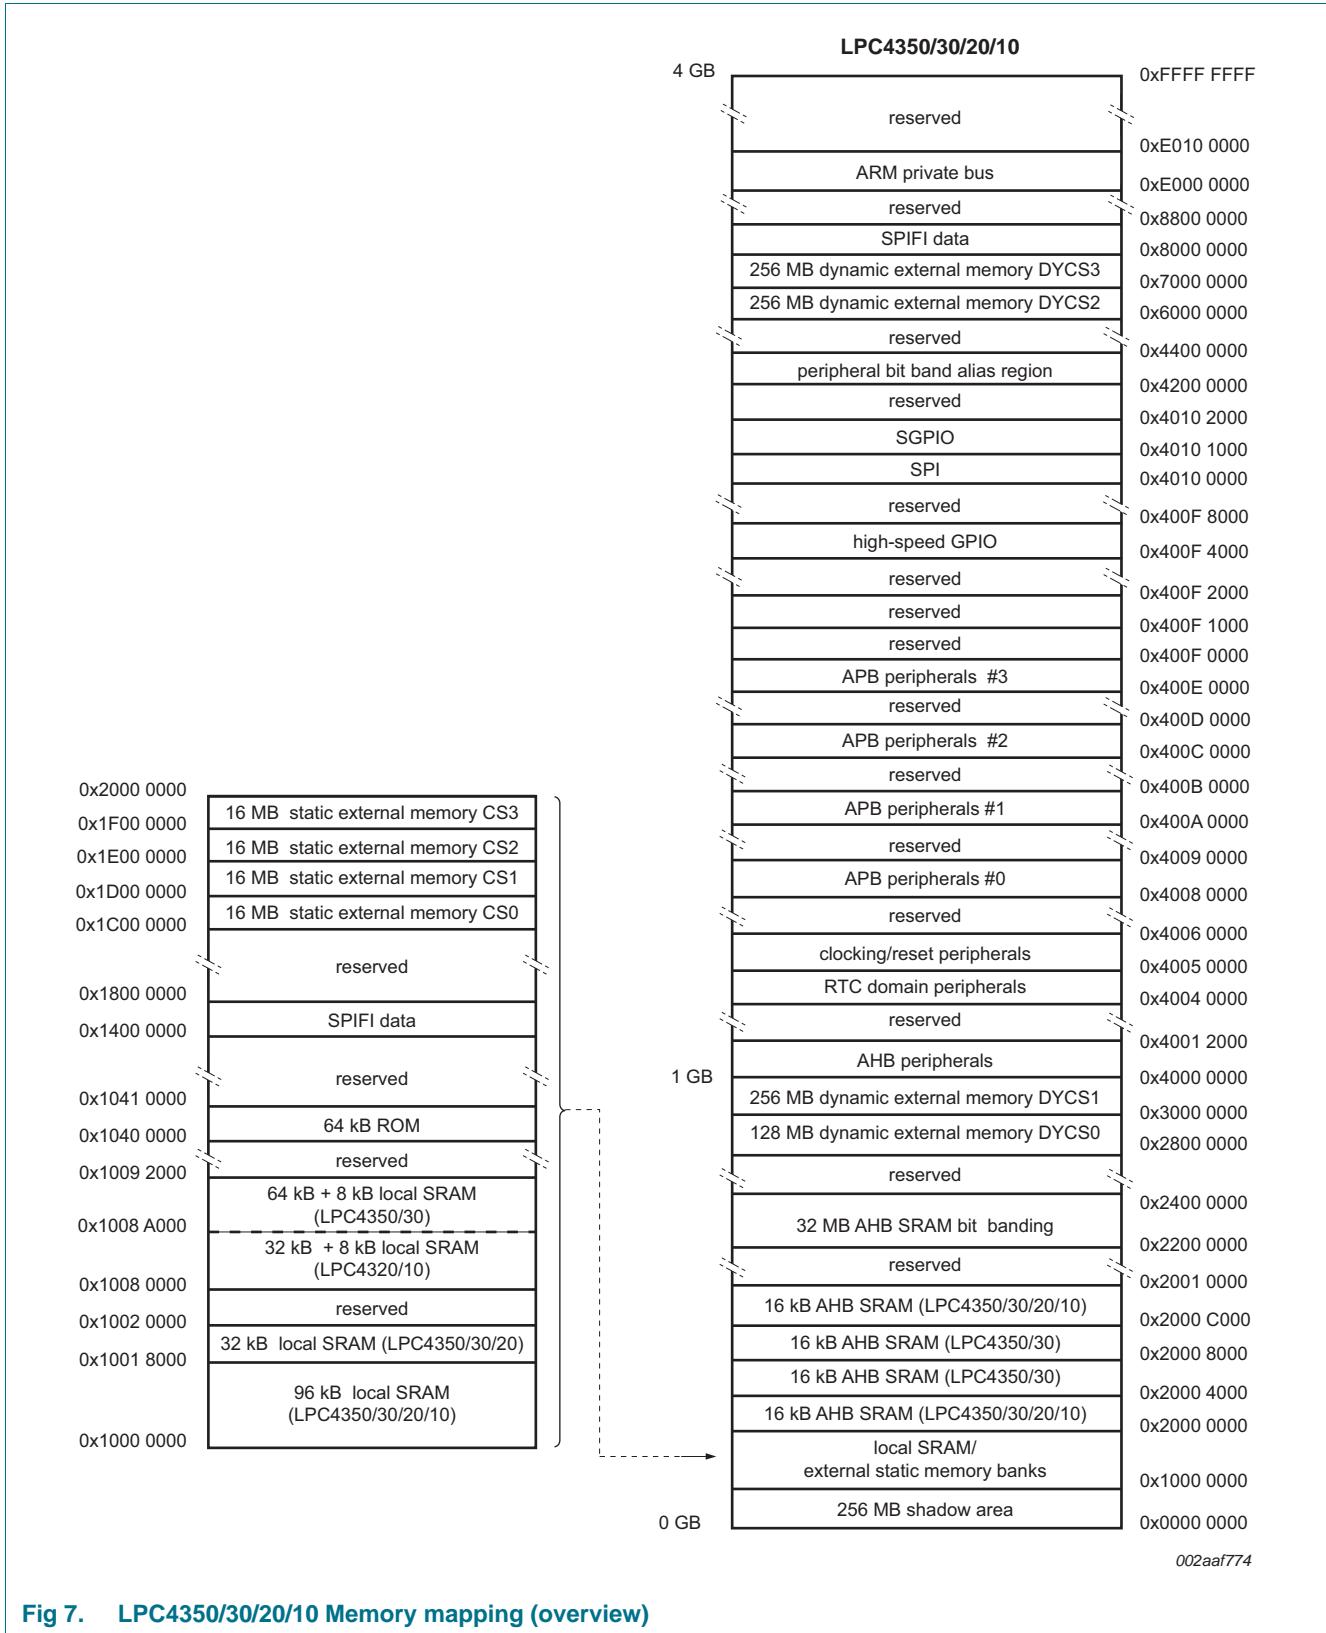 LPC4350/30/20/10
4 GB
0xFFFF FFFF
reserved
0xE010 0000
ARM private bus
0xE000 0000
reserved
0x8800 0000
SPIFI data
0x8000 0000
256 MB dynamic external memory DYCS3
0x7000 0000
256 MB dynamic external memory DYCS2
0x6000 0000
reserved
0x4400 0000
peripheral bit band alias region
0x4200 0000
reserved
0x4010 2000
SGPIO
0x4010 1000
SPI
0x4010 0000
reserved
0x400F 8000
high-speed GPIO
0x400F 4000
reserved
0x400F 2000
reserved
0x400F 1000
reserved
0x400F 0000
APB peripherals #3
0x400E 0000
reserved
0x400D 0000
APB peripherals #2
0x400C 0000
reserved
0x400B 0000
APB peripherals #1
0x400A 0000
reserved
0x4009 0000
APB peripherals #0
0x4008 0000
reserved
0x4006 0000
clocking/reset peripherals
0x4005 0000
RTC domain peripherals
0x4004 0000
reserved
0x4001 2000
AHB peripherals
1 GB
0x4000 0000
256 MB dynamic external memory DYCS1
0x3000 0000
128 MB dynamic external memory DYCS0
0x2800 0000
reserved
0x2400 0000
32 MB AHB SRAM bit banding
0x2200 0000
reserved
0x2001 0000
16 kB AHB SRAM (LPC4350/30/20/10)
0x2000 C000
16 kB AHB SRAM (LPC4350/30)
0x2000 8000
16 kB AHB SRAM (LPC4350/30)
0x2000 4000
16 kB AHB SRAM (LPC4350/30/20/10)
0x2000 0000
local SRAM/
external static memory banks
0x1000 0000
256 MB shadow area
0 GB
0x0000 0000
0x2000 0000
16 MB static external memory CS3
0x1F00 0000
16 MB static external memory CS2
0x1E00 0000
16 MB static external memory CS1
0x1D00 0000
16 MB static external memory CS0
0x1C00 0000
reserved
0x1800 0000
SPIFI data
0x1400 0000
reserved
0x1041 0000
64 kB ROM
0x1040 0000
reserved
0x1009 2000
64 kB + 8 kB local SRAM
(LPC4350/30)
0x1008 A000
32 kB + 8 kB local SRAM
(LPC4320/10)
0x1008 0000
reserved
0x1002 0000
32 kB local SRAM (LPC4350/30/20)
0x1001 8000
96 kB local SRAM
(LPC4350/30/20/10)
0x1000 0000
002aaf774
Fig 7. LPC4350/30/20/10 Memory mapping (overview)